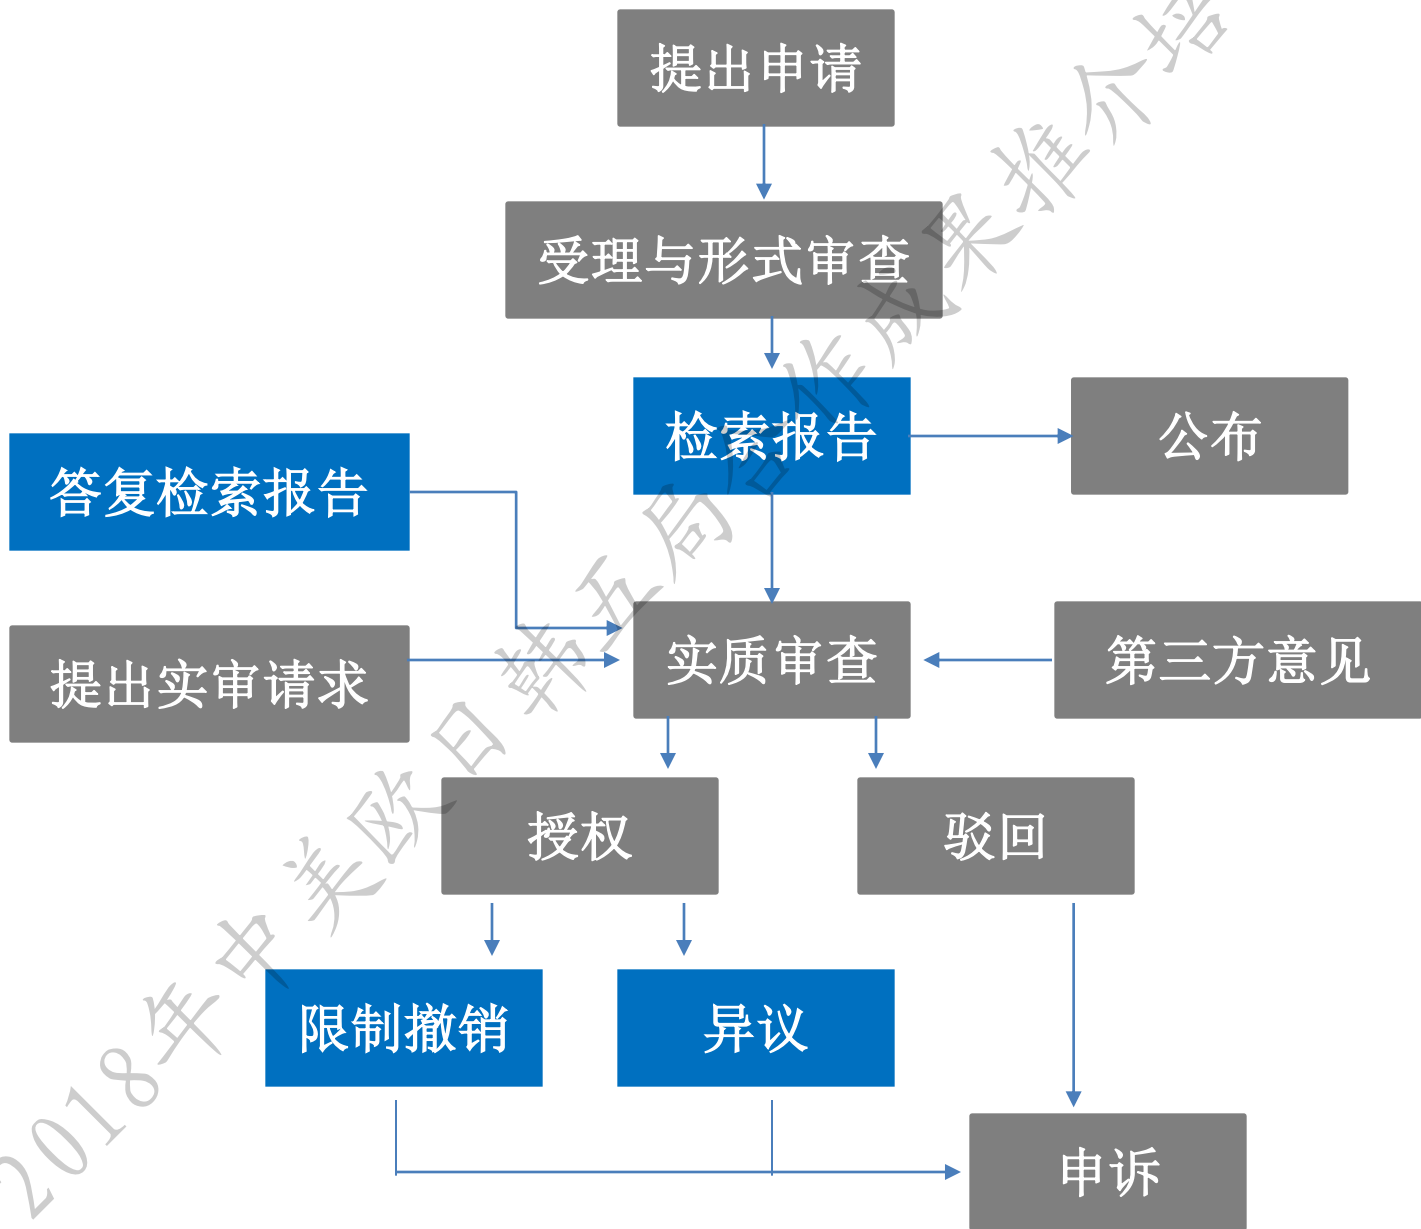 提出申请
受理与形式审查
检索报告
公布
答复检索报告
实质审查
第三方意见
提出实审请求
授权
驳回
限制撤销
异议
申诉
2018年中美欧日韩五局合作成果推介培